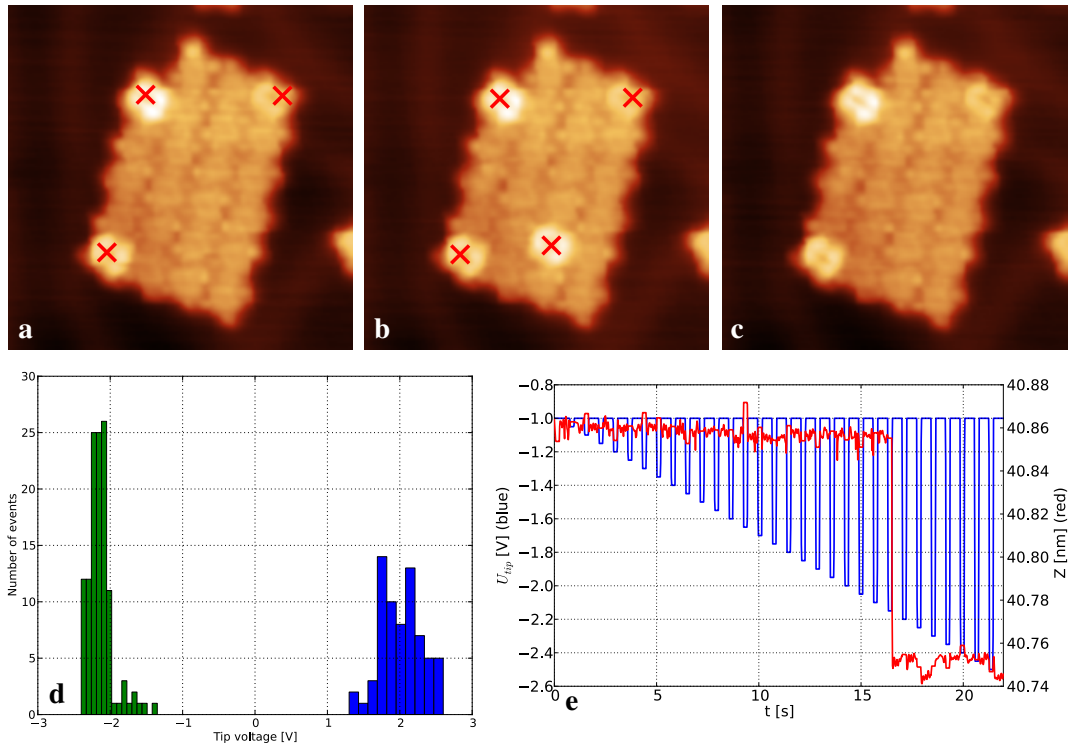 a
b
c
30
25
20
15
10
5
0
Number of events
−3 −2 −1 0 1 2 3
Tip voltage [V]
d
−0.8
−1.0
−1.2
−1.4
−1.6
−1.8
−2.0
−2.2
−2.4
−2.6
U_tip [V] (blue)
0 5 10 15 20
t [s]
40.88
40.86
40.84
40.82
40.80
40.78
40.76
40.74
Z [nm] (red)
e